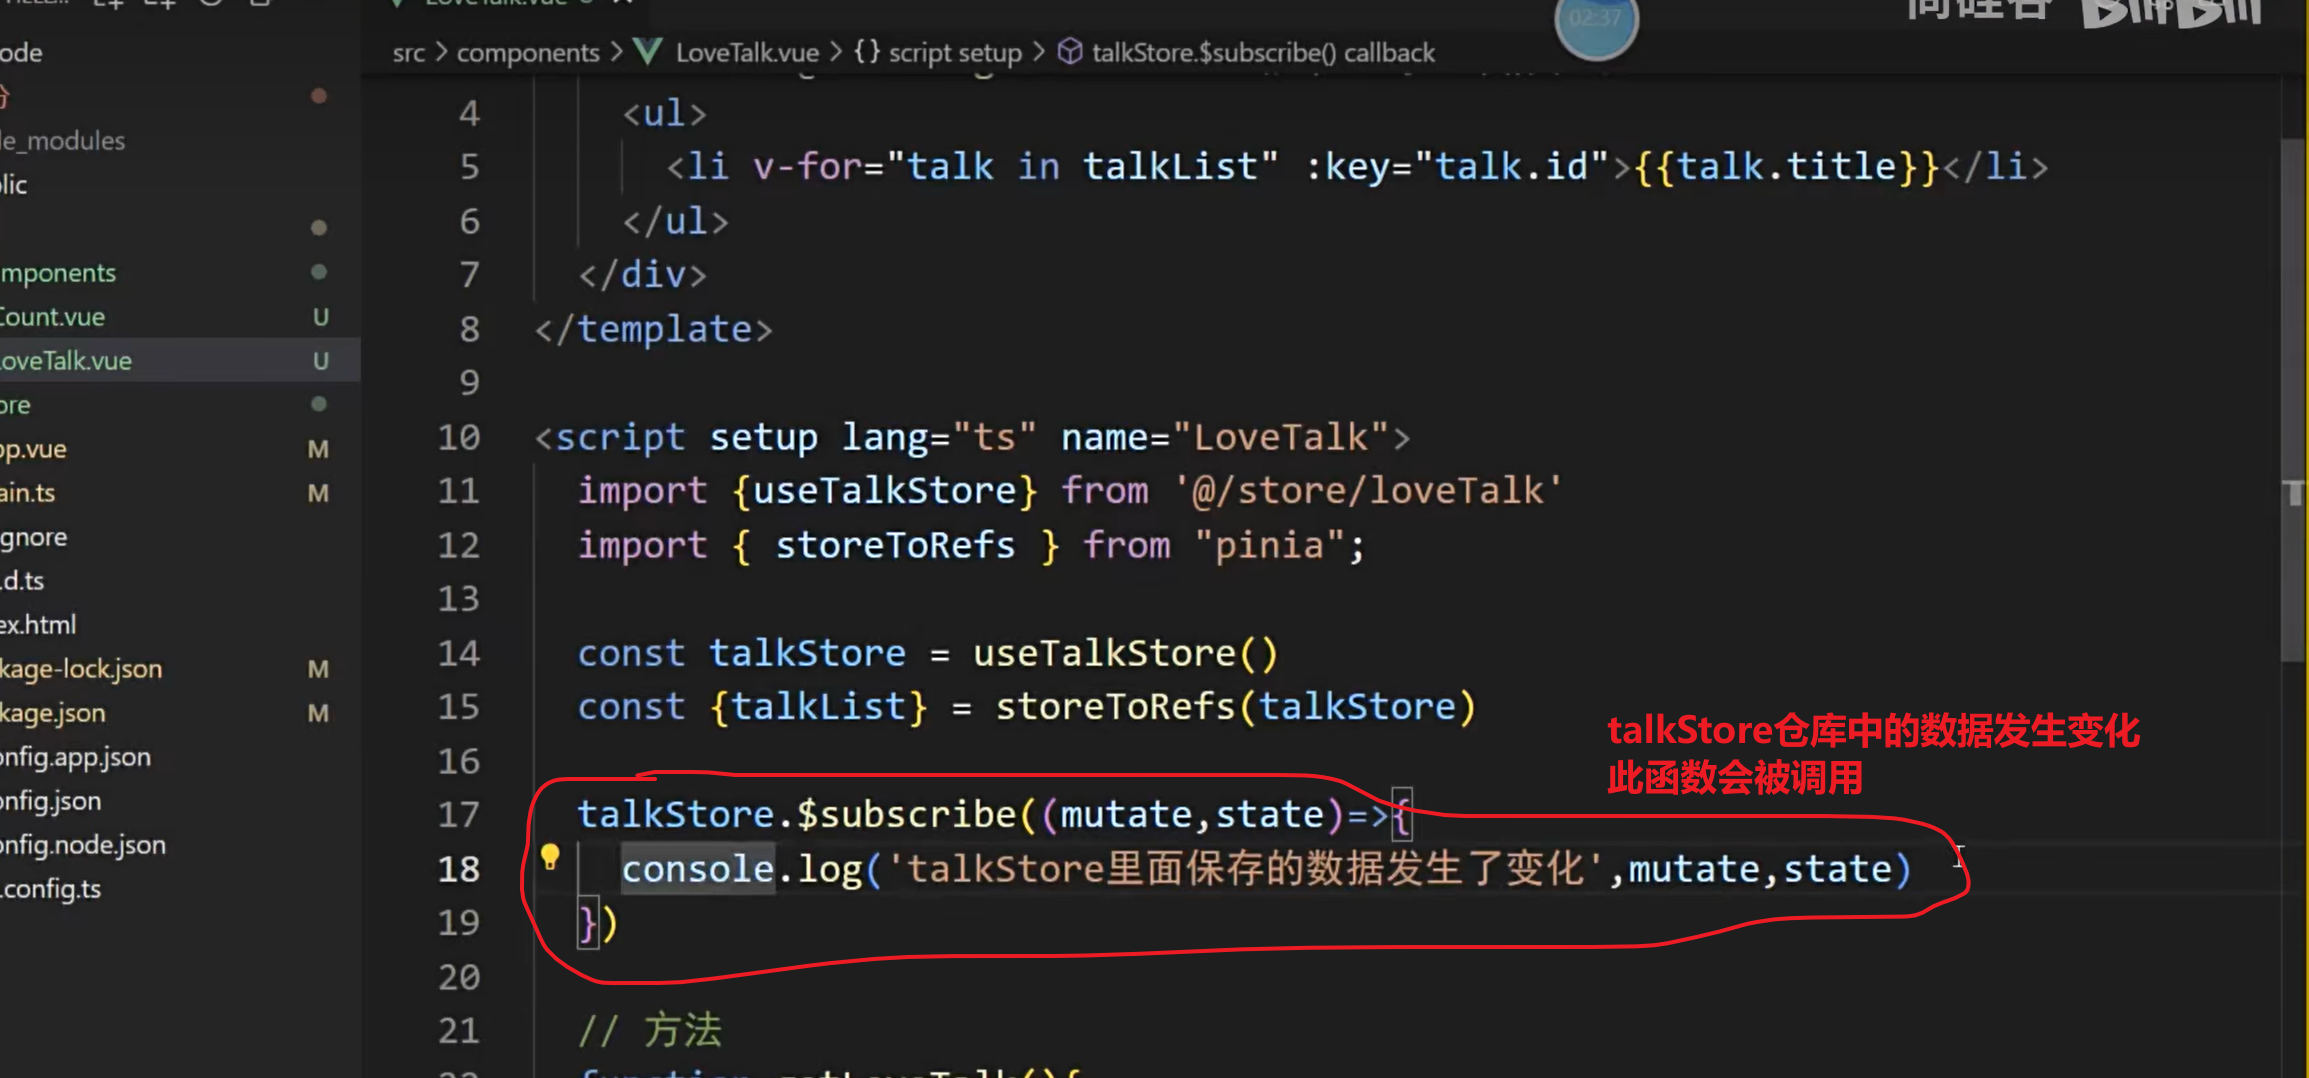 02:37
src > components > LoveTalk.vue > {} script setup > talkStore.$subscribe() callback
ode
分
e_modules
lic
mponents
Count.vue U
oveTalk.vue U
ore
pp.vue M
ain.ts M
gnore
.d.ts
ex.html
kage-lock.json M
kage.json M
onfig.app.json
onfig.json
onfig.node.json
.config.ts
4 <ul>
5 <li v-for="talk in talkList" :key="talk.id">{{talk.title}}</li>
6 </ul>
7 </div>
8 </template>
9
10 <script setup lang="ts" name="LoveTalk">
11 import {useTalkStore} from '@/store/loveTalk'
12 import { storeToRefs } from "pinia";
13
14 const talkStore = useTalkStore()
15 const {talkList} = storeToRefs(talkStore)
16
talkStore仓库中的数据发生变化
此函数会被调用
17 talkStore.$subscribe((mutate,state)=>{
18 console.log('talkStore里面保存的数据发生了变化',mutate,state)
19 })
20
21 // 方法